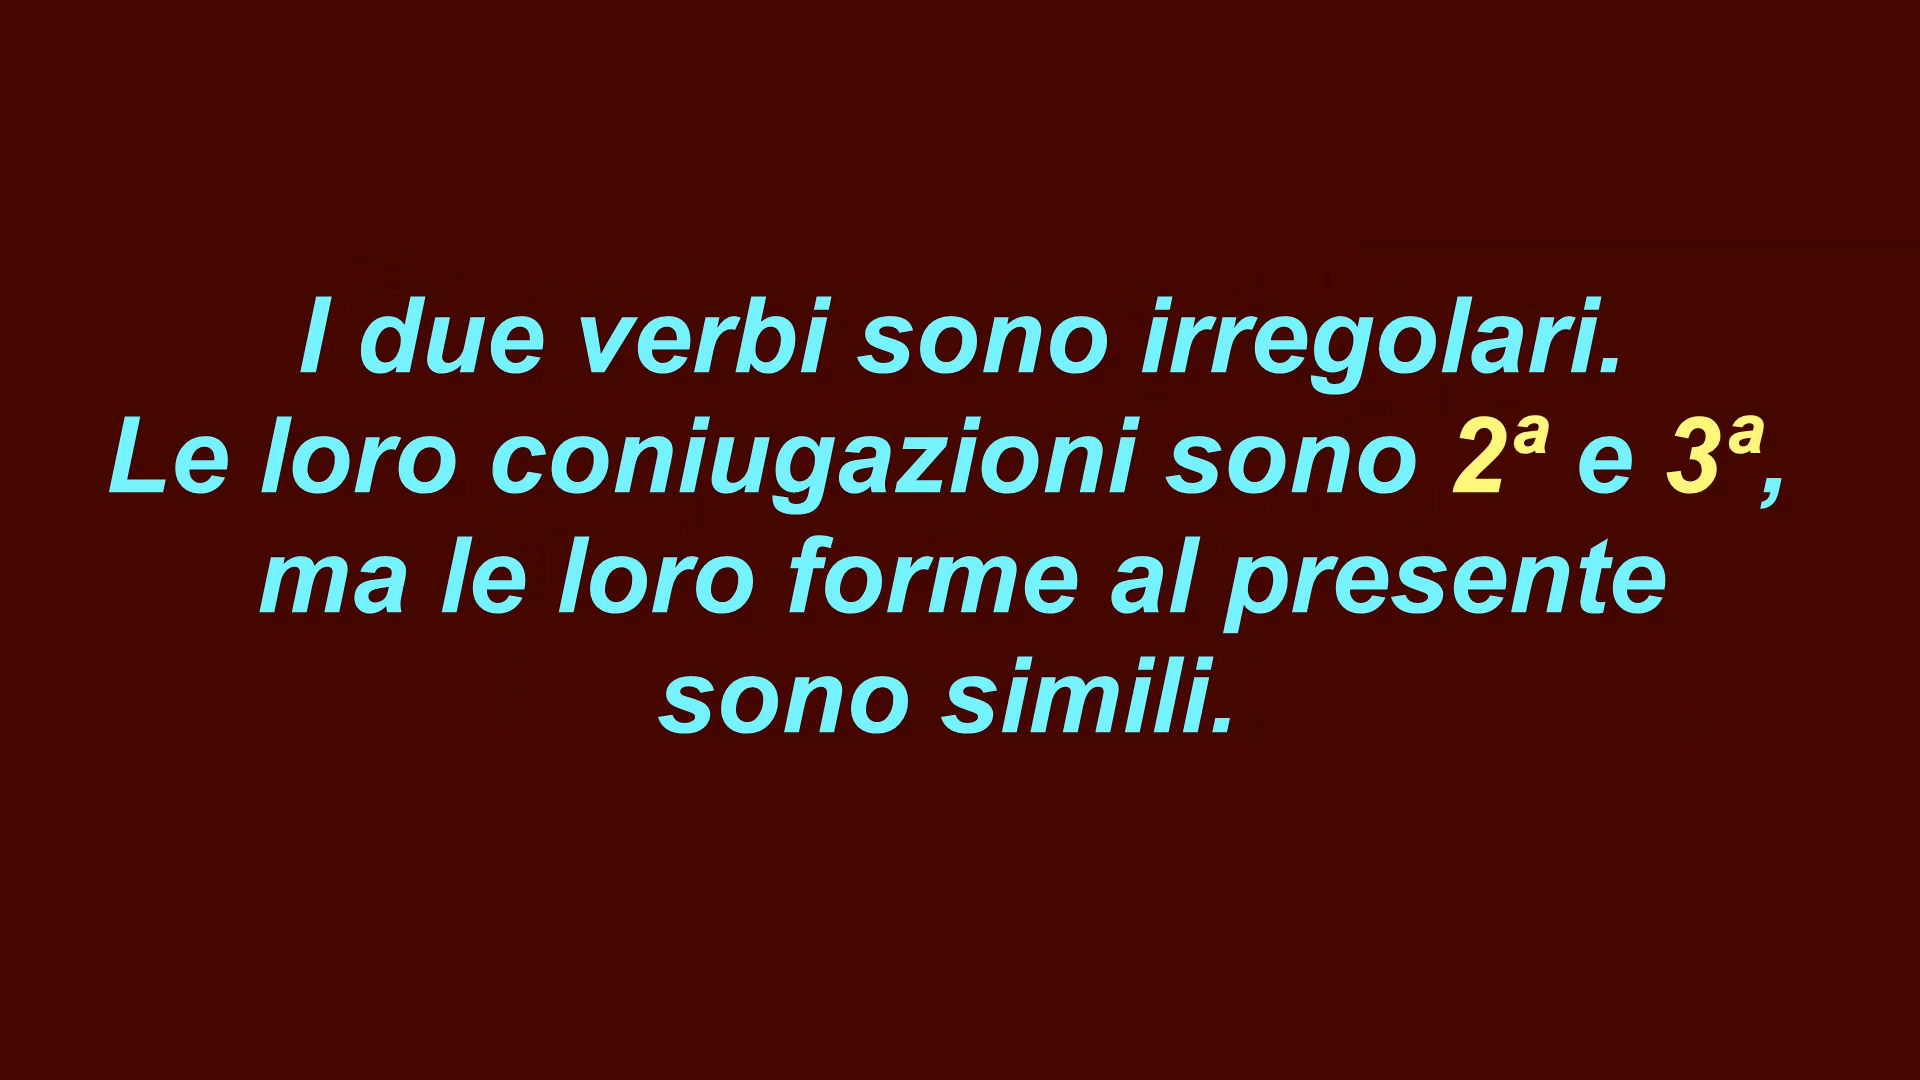 I due verbi sono irregolari.
Le loro coniugazioni sono 2ª e 3ª,
ma le loro forme al presente
sono simili.